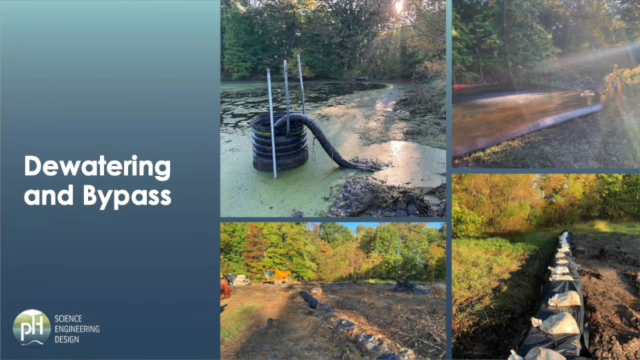 Dewatering
and Bypass
pH
SCIENCE
ENGINEERING
DESIGN